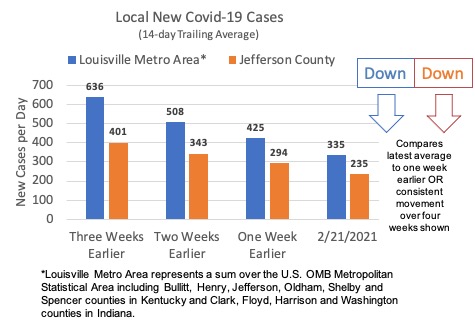 Local New Covid-19 Cases
(14-day Trailing Average)
Louisville Metro Area* Jefferson County
Down Down
Compares
latest average
to one week
earlier OR
consistent
movement
over four
weeks shown
New Cases per Day
700
600
500
400
300
200
100
0
636 401
508 343
425 294
335 235
Three Weeks Two Weeks One Week 2/21/2021
Earlier Earlier Earlier
*Louisville Metro Area represents a sum over the U.S. OMB Metropolitan
Statistical Area including Bullitt, Henry, Jefferson, Oldham, Shelby and
Spencer counties in Kentucky and Clark, Floyd, Harrison and Washington
counties in Indiana.